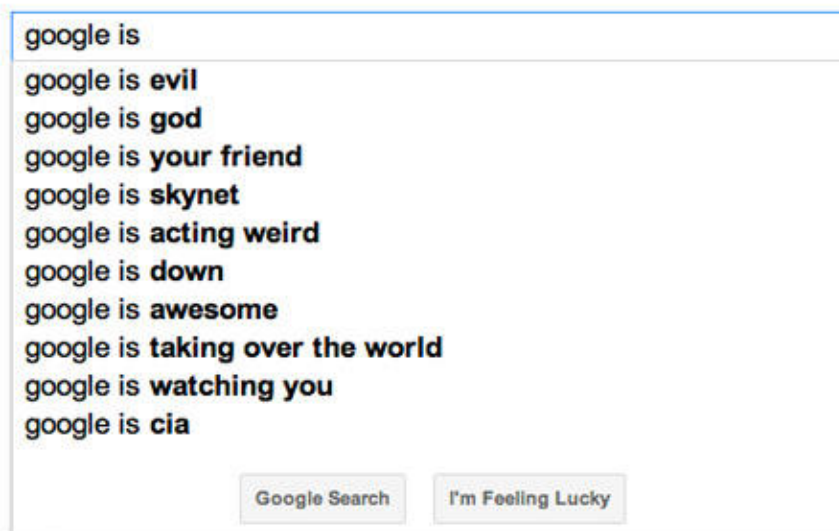 google is
google is evil
google is god
google is your friend
google is skynet
google is acting weird
google is down
google is awesome
google is taking over the world
google is watching you
google is cia
Google Search I'm Feeling Lucky